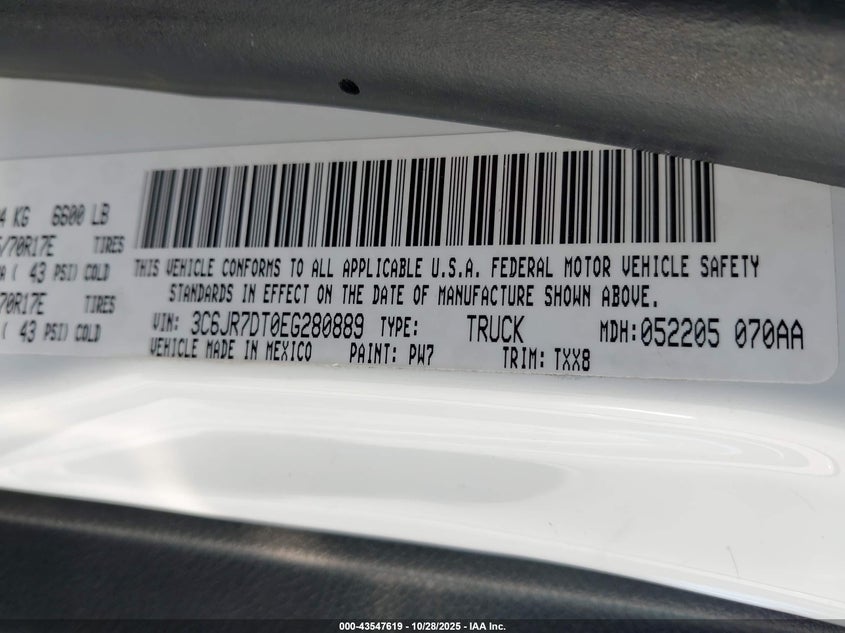 4 KG 6600 LB
/70R17E TIRES
( 43 PSI) COLD
70R17E TIRES
( 43 PSI) COLD
THIS VEHICLE CONFORMS TO ALL APPLICABLE U.S.A. FEDERAL MOTOR VEHICLE SAFETY
STANDARDS IN EFFECT ON THE DATE OF MANUFACTURE SHOWN ABOVE.
VIN: 3C6JR7DT0EG280889 TYPE: TRUCK MDH: 052205 070AA
VEHICLE MADE IN MEXICO PAINT: PW7 TRIM: TXX8
000-43547619 - 10/28/2025 - IAA Inc.